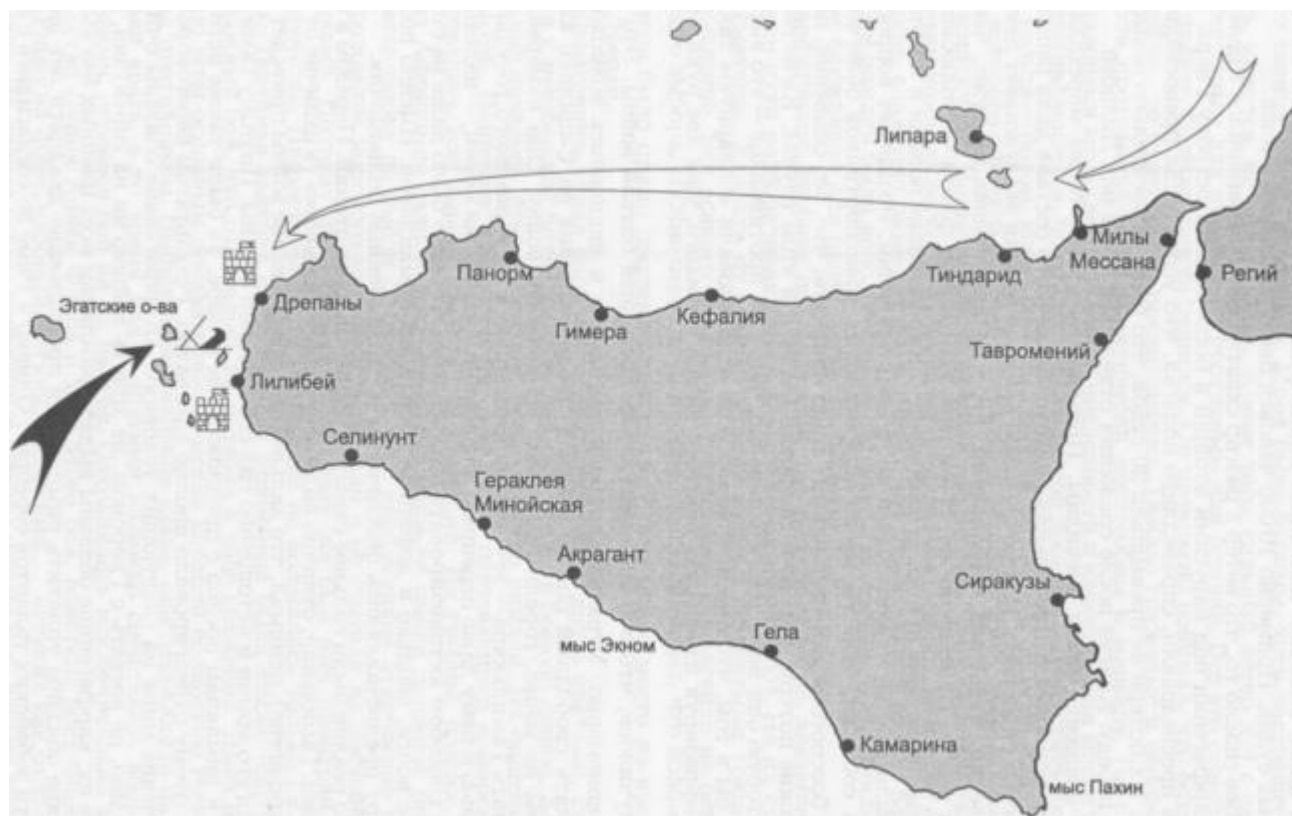 Липара
Милы
Мессана
Регий
Тиндарид
Панорм
Кефалия
Гимера
Дрепаны
Эгатские о-ва
Тавромений
Лилибей
Селинунт
Гераклея
Минойская
Акрагант
Сиракузы
мыс Экном
Гела
Камарина
мыс Пахин